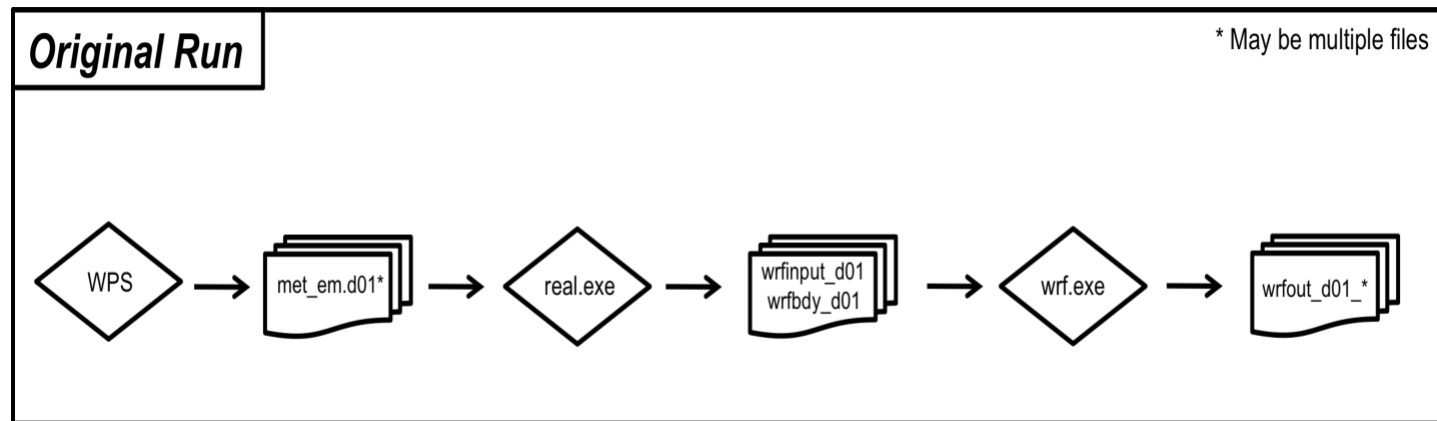 Original Run
* May be multiple files
WPS
met_em.d01*
real.exe
wrfinput_d01
wrfbdy_d01
wrf.exe
wrfout_d01_*